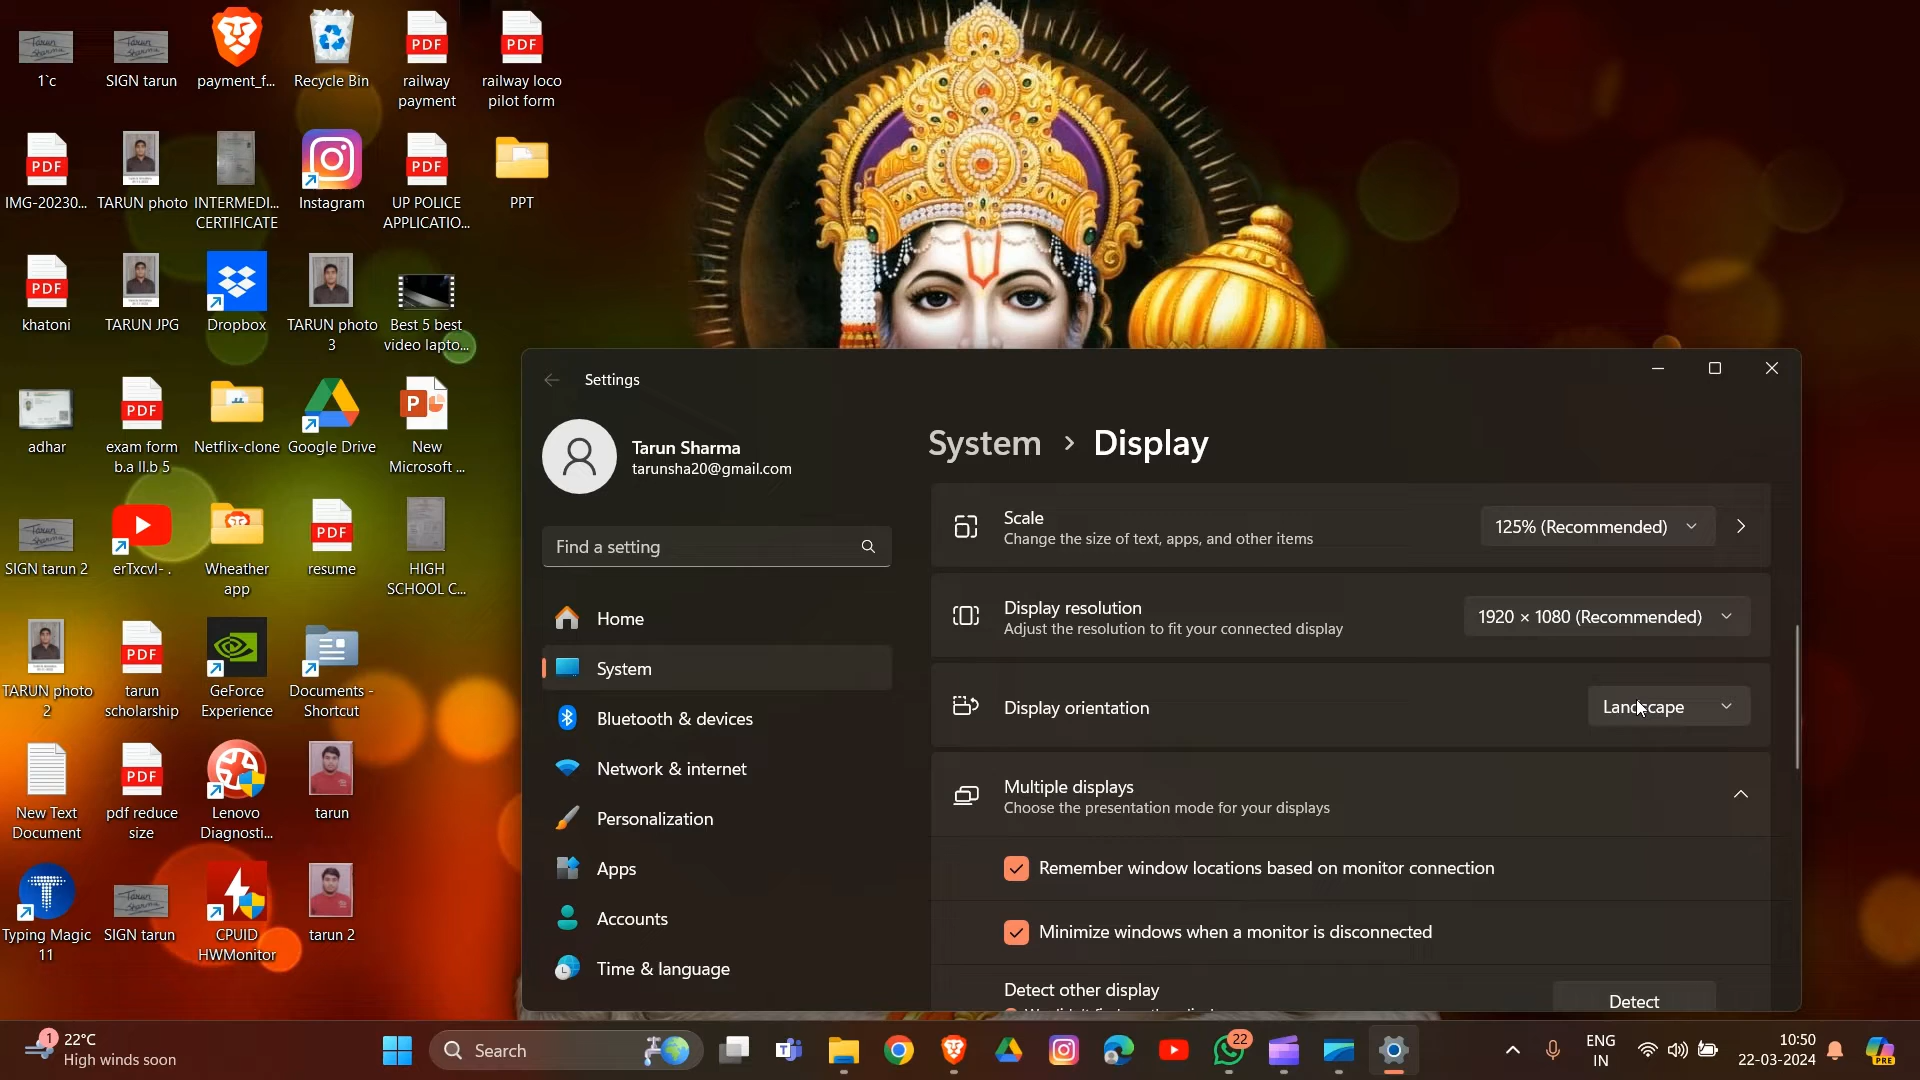 1`c
SIGN tarun
payment_f...
Recycle Bin
railway
payment
railway loco
pilot form
IMG-20230...
TARUN photo
INTERMEDI...
CERTIFICATE
Instagram
UP POLICE
APPLICATIO...
PPT
khatoni
TARUN JPG
Dropbox
TARUN photo
3
Best 5 best
video lapto...
adhar
exam form
b.a ll.b 5
Netflix-clone
Google Drive
New
Microsoft ...
SIGN tarun 2
erTxcvl- .
Wheather
app
resume
HIGH
SCHOOL C...
TARUN photo
2
tarun
scholarship
GeForce
Experience
Documents -
Shortcut
New Text
Document
pdf reduce
size
Lenovo
Diagnosti...
tarun
Typing Magic
11
SIGN tarun
CPUID
HWMonitor
tarun 2
Settings
Tarun Sharma
tarunsha20@gmail.com
Find a setting
Home
System
Bluetooth & devices
Network & internet
Personalization
Apps
Accounts
Time & language
System > Display
Scale
Change the size of text, apps, and other items
125% (Recommended)
Display resolution
Adjust the resolution to fit your connected display
1920 × 1080 (Recommended)
Display orientation
Landscape
Multiple displays
Choose the presentation mode for your displays
Remember window locations based on monitor connection
Minimize windows when a monitor is disconnected
Detect other display
Detect
1
22°C
High winds soon
Search
22
ENG
IN
10:50
22-03-2024
PRE